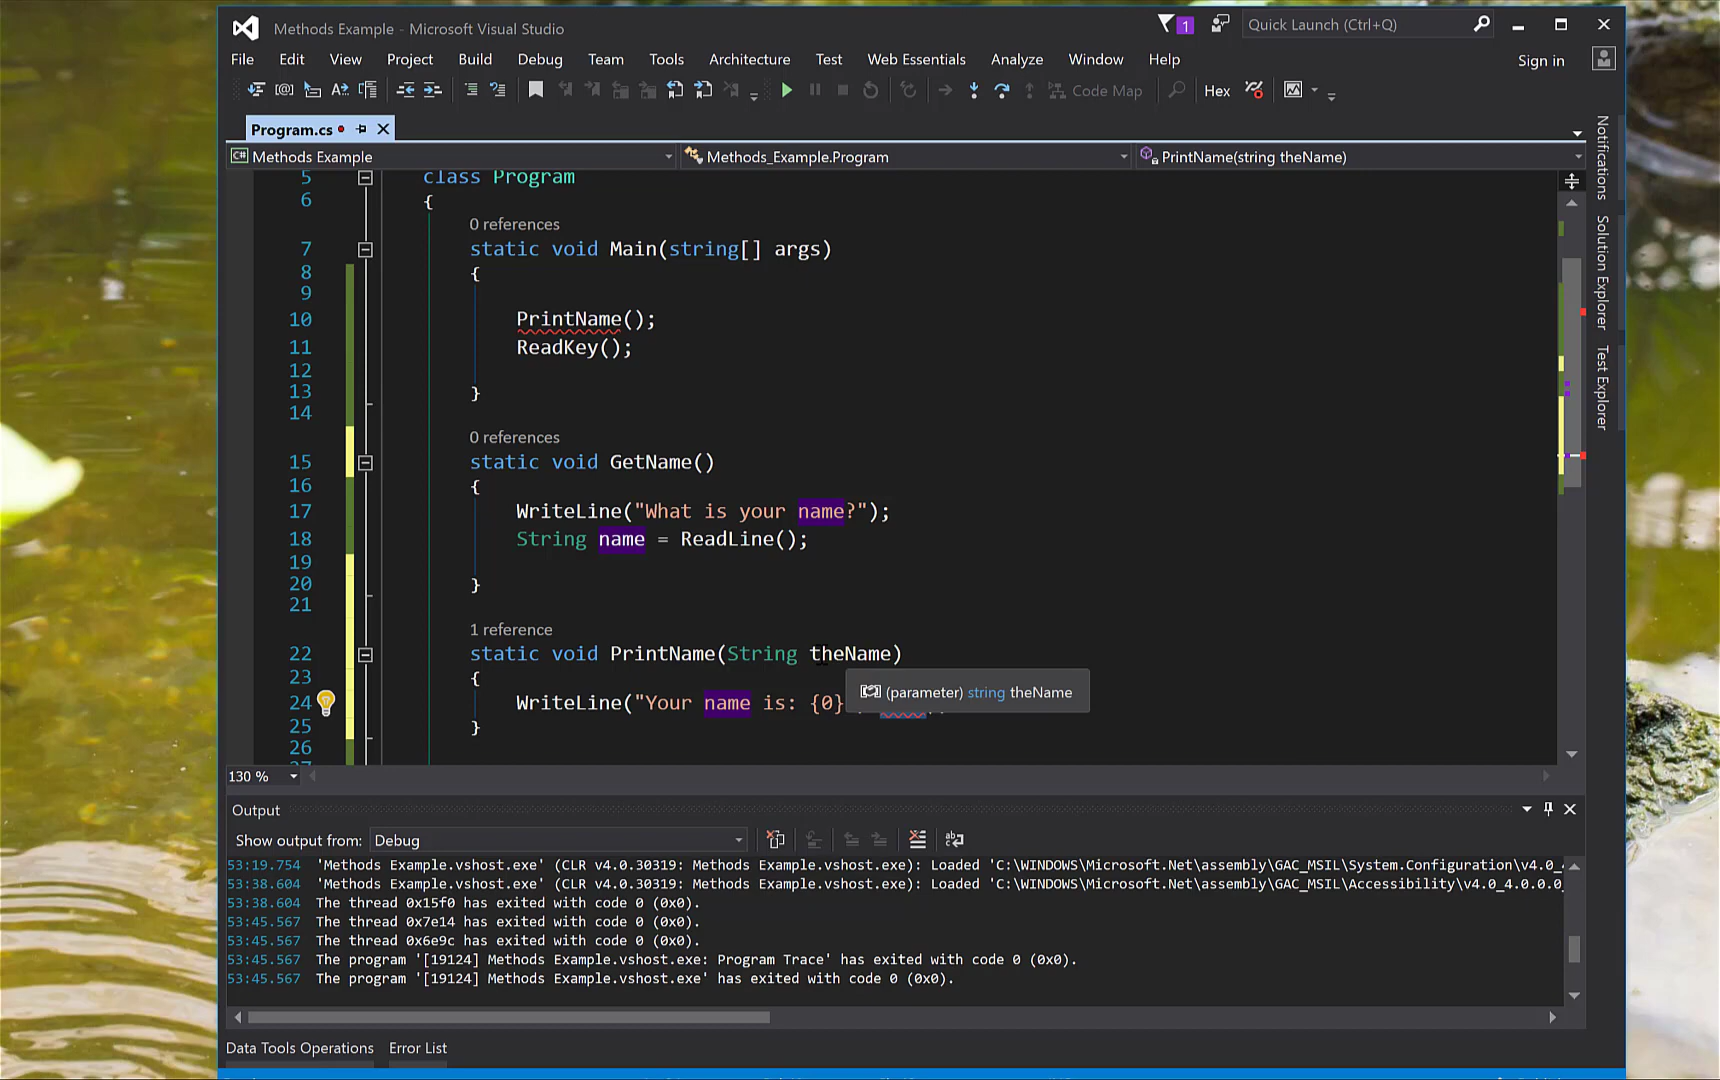 Methods Example - Microsoft Visual Studio
1
Quick Launch (Ctrl+Q)
File Edit View Project Build Debug Team Tools Architecture Test Web Essentials Analyze Window Help
Sign in
Code Map
Hex
Program.cs
C# Methods Example
Methods_Example.Program
PrintName(string theName)
Notifications
Solution Explorer
Test Explorer
5 class Program
6 {
0 references
7 static void Main(string[] args)
8 {
9
10 PrintName();
11 ReadKey();
12
13 }
14
0 references
15 static void GetName()
16 {
17 WriteLine("What is your name?");
18 String name = ReadLine();
19
20 }
21
1 reference
22 static void PrintName(String theName)
23 {
(parameter) string theName
24 WriteLine("Your name is: {0}
25 }
26
130 %
Output
Show output from: Debug
53:19.754 'Methods Example.vshost.exe' (CLR v4.0.30319: Methods Example.vshost.exe): Loaded 'C:\WINDOWS\Microsoft.Net\assembly\GAC_MSIL\System.Configuration\v4.0_
53:38.604 'Methods Example.vshost.exe' (CLR v4.0.30319: Methods Example.vshost.exe): Loaded 'C:\WINDOWS\Microsoft.Net\assembly\GAC_MSIL\Accessibility\v4.0_4.0.0.0_
53:38.604 The thread 0x15f0 has exited with code 0 (0x0).
53:45.567 The thread 0x7e14 has exited with code 0 (0x0).
53:45.567 The thread 0x6e9c has exited with code 0 (0x0).
53:45.567 The program '[19124] Methods Example.vshost.exe: Program Trace' has exited with code 0 (0x0).
53:45.567 The program '[19124] Methods Example.vshost.exe' has exited with code 0 (0x0).
Data Tools Operations Error List